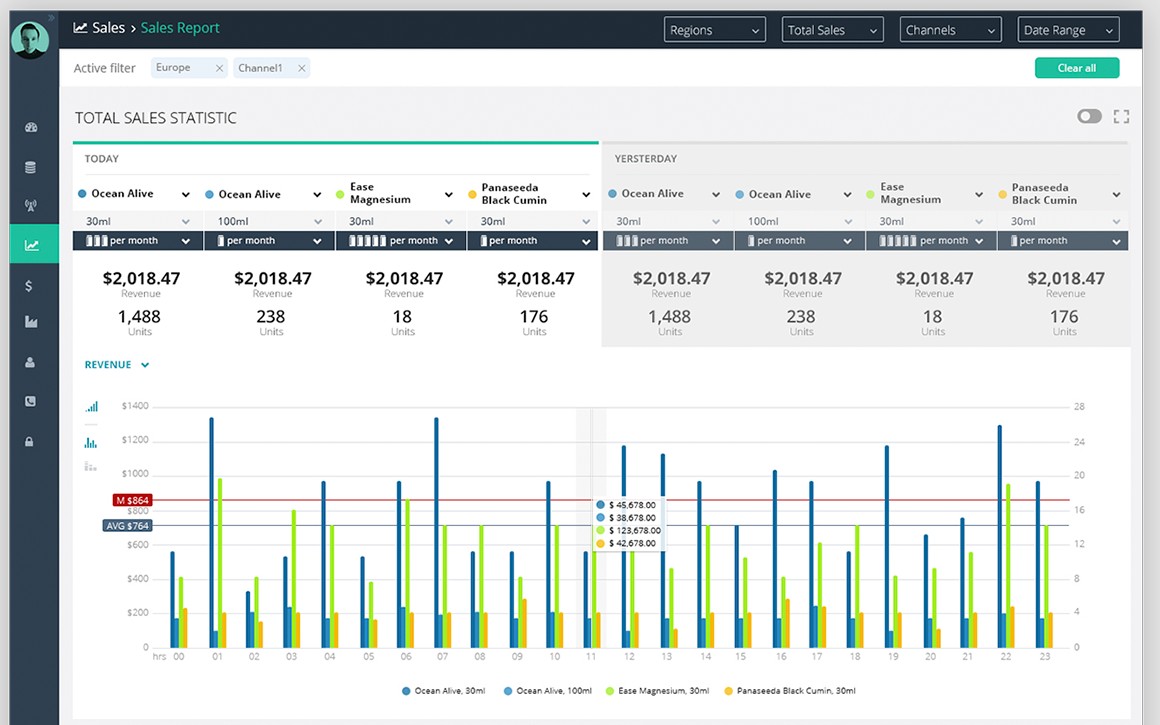 Sales › Sales Report
Regions Total Sales Channels Date Range
Active filter Europe × Channel1 × Clear all
TOTAL SALES STATISTIC
TODAY YERSTERDAY
Ocean Alive Ocean Alive Ease Magnesium Panaseeda Black Cumin Ocean Alive Ocean Alive Ease Magnesium Panaseeda Black Cumin
30ml 100ml 30ml 30ml 30ml 100ml 30ml 30ml
per month per month per month per month per month per month per month per month
$2,018.47 $2,018.47 $2,018.47 $2,018.47 $2,018.47 $2,018.47 $2,018.47 $2,018.47
Revenue Revenue Revenue Revenue Revenue Revenue Revenue Revenue
1,488 238 18 176 1,488 238 18 176
Units Units Units Units Units Units Units Units
REVENUE
$1400 28
$1200 24
$1000 20
M $864
$800 16
AVG $764
$600 12
$400 8
$200 4
0 0
$ 45,678.00
$ 38,678.00
$ 123,678.00
$ 42,678.00
hrs 00 01 02 03 04 05 06 07 08 09 10 11 12 13 14 15 16 17 18 19 20 21 22 23
Ocean Alive, 30ml Ocean Alive, 100ml Ease Magnesium, 30ml Panaseeda Black Cumin, 30ml